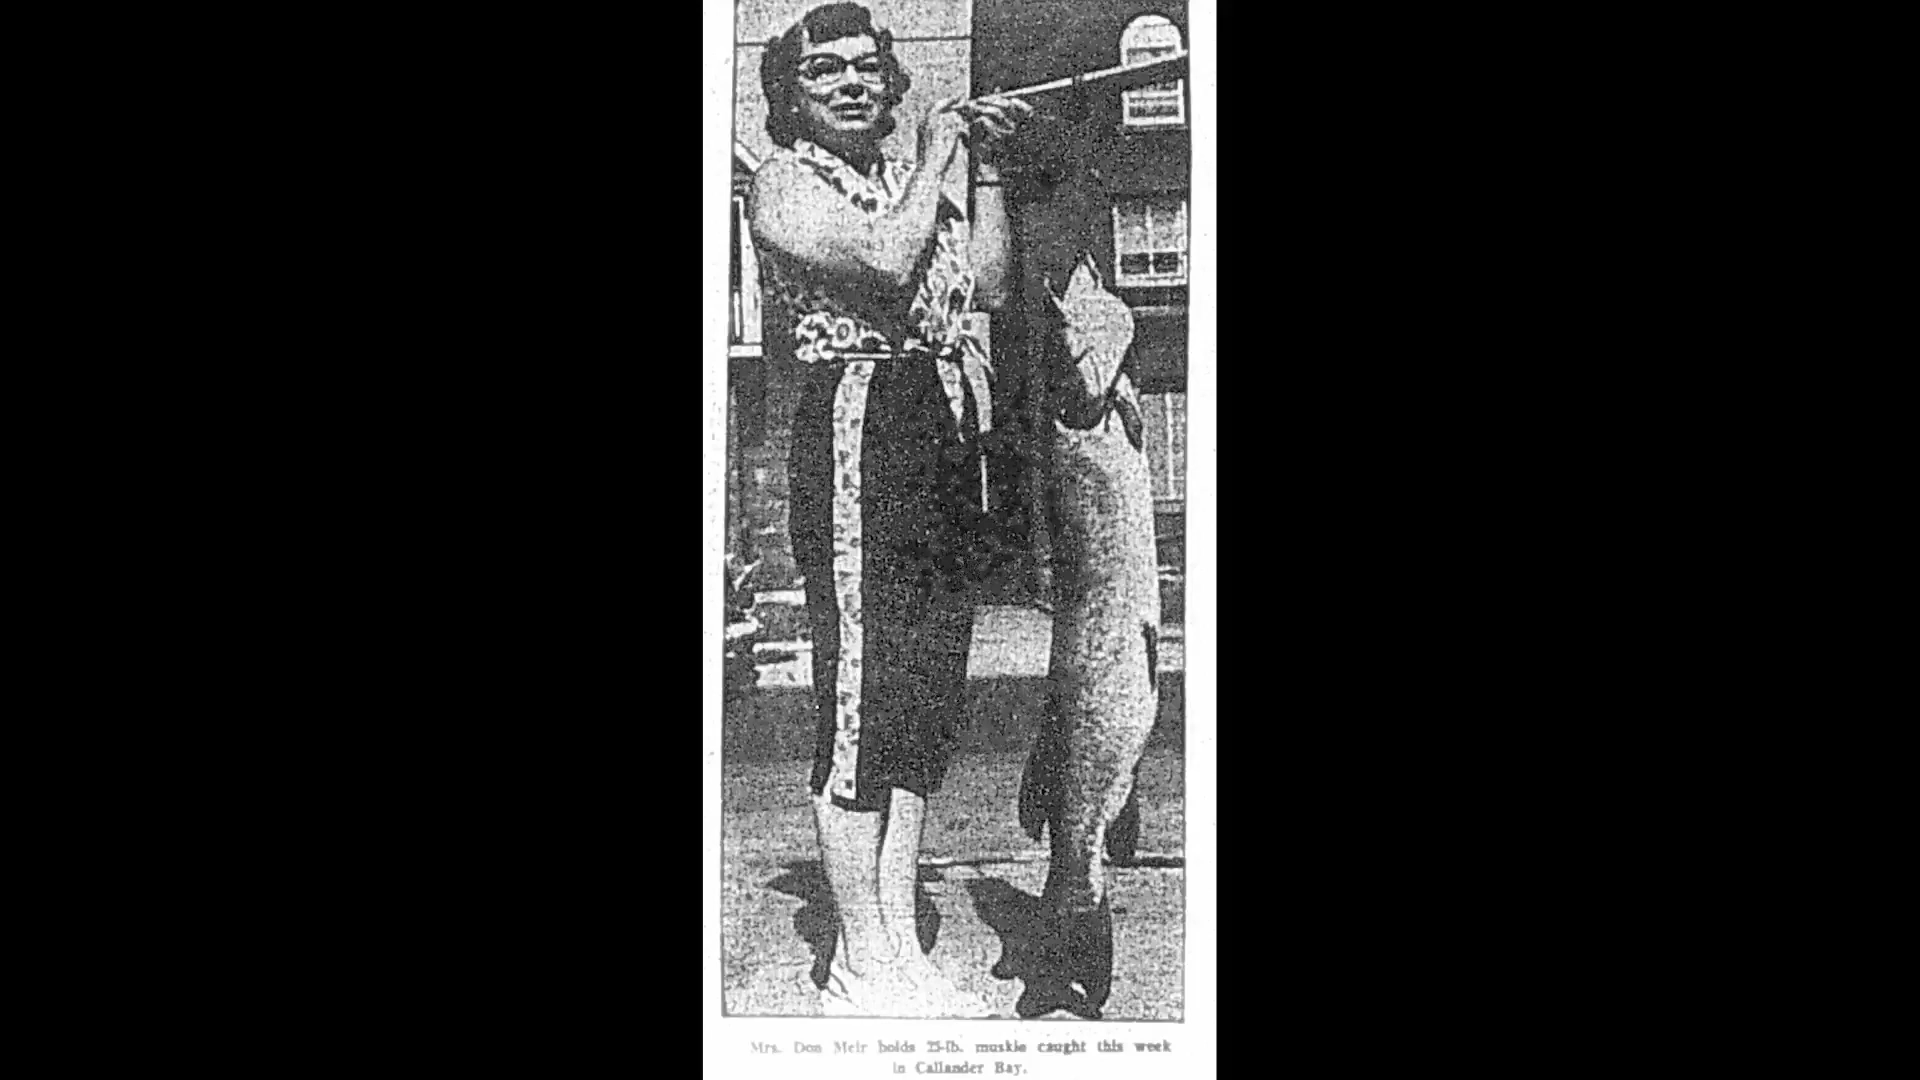 Mrs. Don Meir holds 25-lb. muskie caught this week
in Callander Bay.